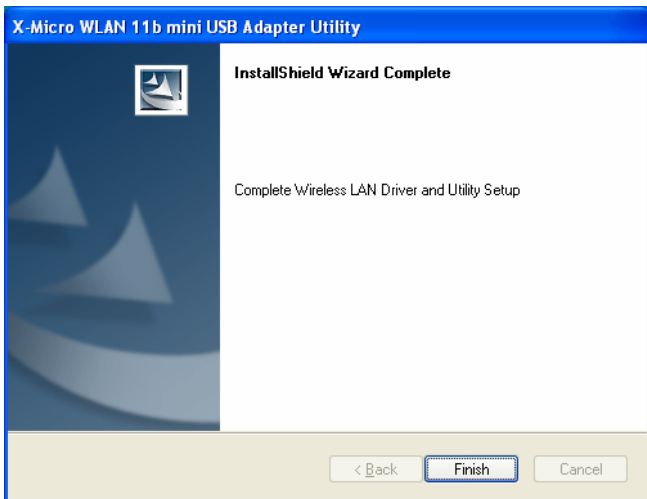 X-Micro WLAN 11b mini USB Adapter Utility
InstallShield Wizard Complete
Complete Wireless LAN Driver and Utility Setup
< Back
Finish
Cancel